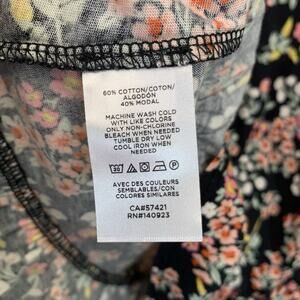 60% COTTON/COTON/
ALGODÓN
40% MODAL
MACHINE WASH COLD
WITH LIKE COLORS
ONLY NON-CHLORINE
BLEACH WHEN NEEDED
TUMBLE DRY LOW
COOL IRON WHEN
NEEDED
30
P
AVEC DES COULEURS
SEMBLABLES/CON
COLORES SIMILARES
CA#57421
RN#140923